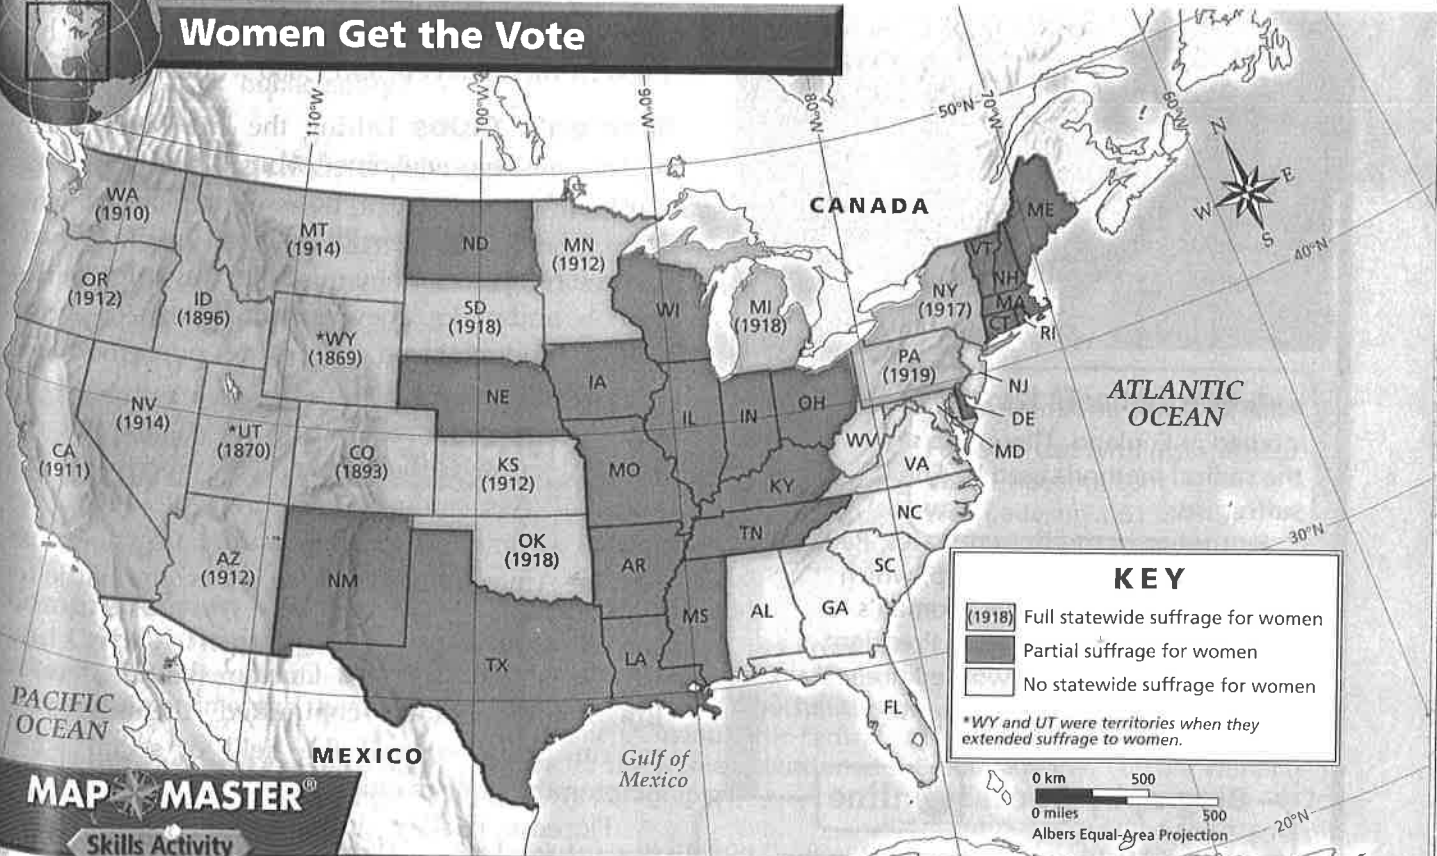 Women Get the Vote
110°W
100°W
90°W
80°W
70°W
60°W
50°N
40°N
30°N
20°N
N
E
W
S
CANADA
WA
(1910)
MT
(1914)
ND
MN
(1912)
ME
VT
NH
MA
CT
RI
OR
(1912)
ID
(1896)
*WY
(1869)
SD
(1918)
WI
MI
(1918)
NY
(1917)
PA
(1919)
NJ
DE
MD
NV
(1914)
*UT
(1870)
CO
(1893)
NE
IA
IL
IN
OH
WV
VA
CA
(1911)
KS
(1912)
MO
KY
NC
AZ
(1912)
NM
OK
(1918)
AR
TN
SC
TX
LA
MS
AL
GA
FL
ATLANTIC
OCEAN
PACIFIC
OCEAN
MEXICO
Gulf of
Mexico
KEY
(1918) Full statewide suffrage for women
Partial suffrage for women
No statewide suffrage for women
*WY and UT were territories when they
extended suffrage to women.
0 km 500
0 miles 500
Albers Equal-Area Projection
MAP MASTER®
Skills Activity